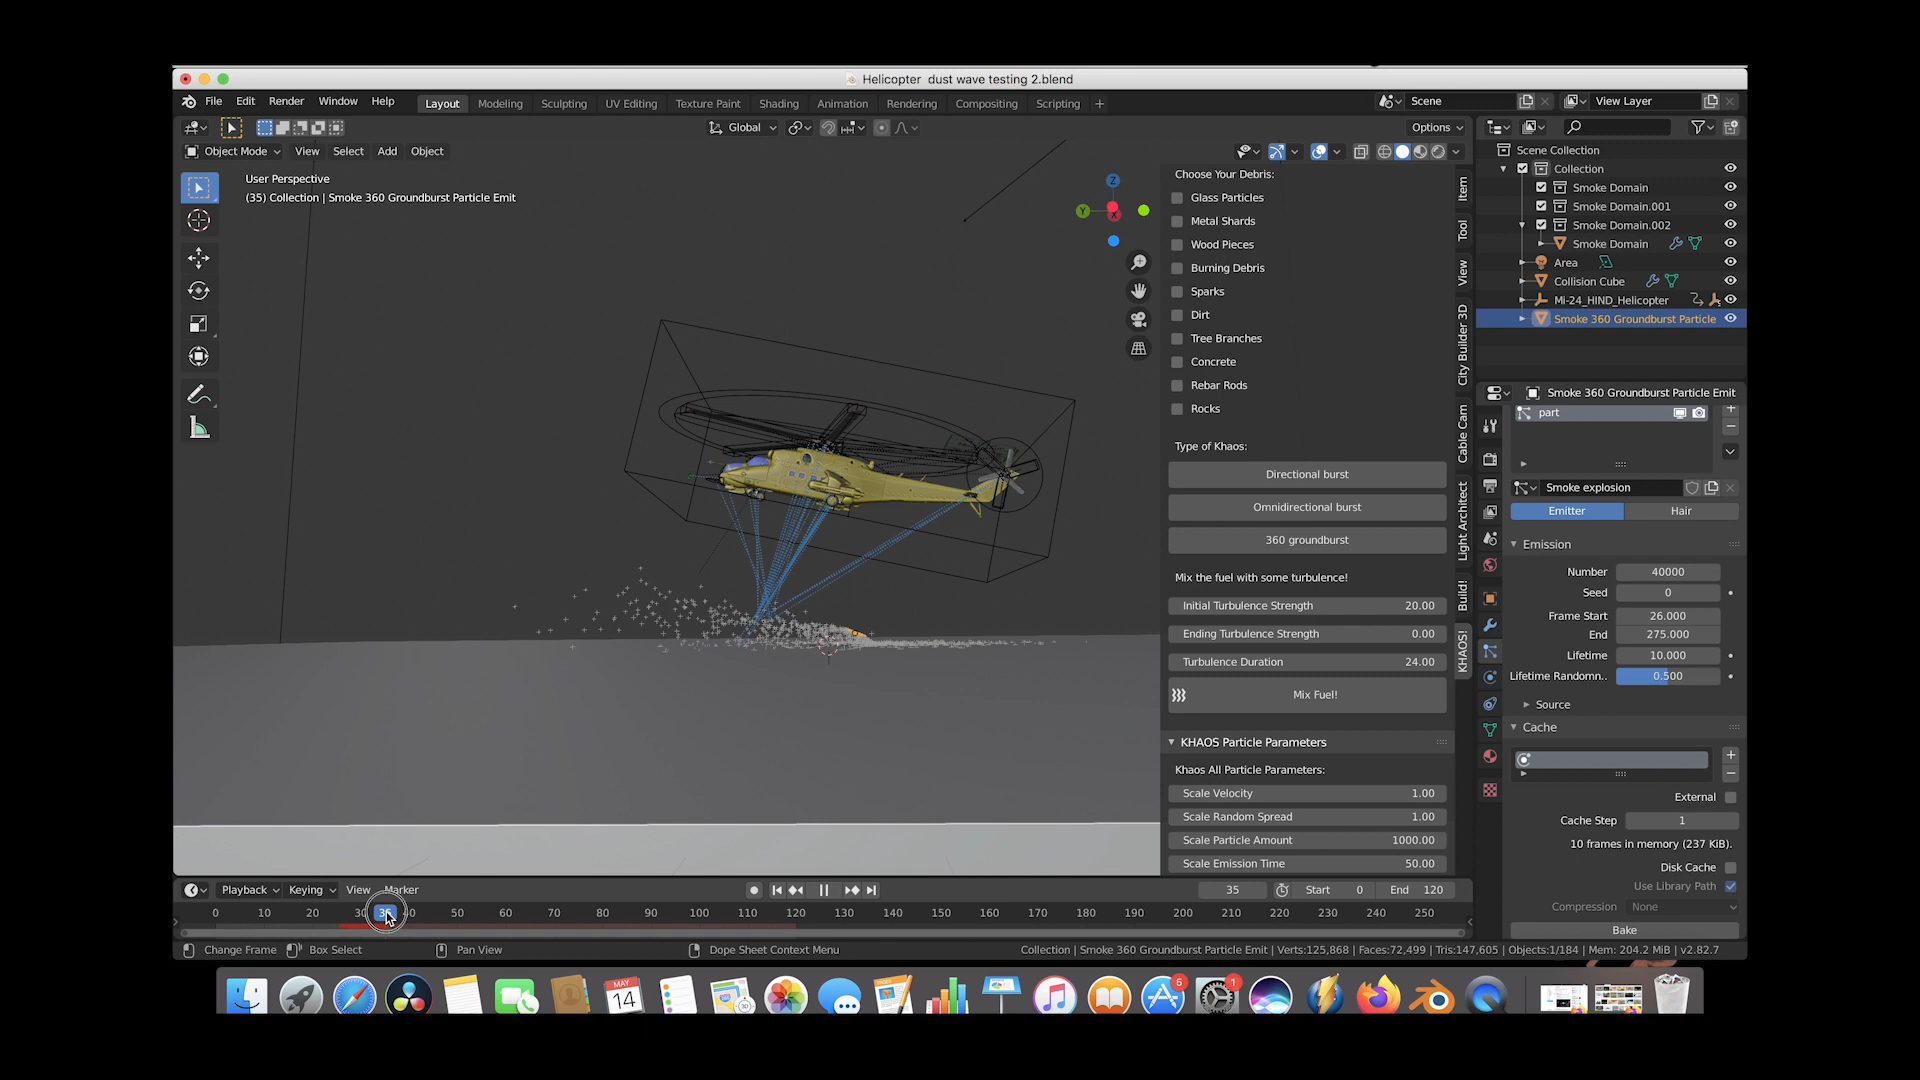 Helicopter  dust wave testing 2.blend
File Edit Render Window Help
Layout Modeling Sculpting UV Editing Texture Paint Shading Animation Rendering Compositing Scripting +
Scene
View Layer
Global
Options
Object Mode View Select Add Object
User Perspective
(35) Collection | Smoke 360 Groundburst Particle Emit
Z
Y
X
Choose Your Debris:
Glass Particles
Metal Shards
Wood Pieces
Burning Debris
Sparks
Dirt
Tree Branches
Concrete
Rebar Rods
Rocks
Type of Khaos:
Directional burst
Omnidirectional burst
360 groundburst
Mix the fuel with some turbulence!
Initial Turbulence Strength 20.00
Ending Turbulence Strength 0.00
Turbulence Duration 24.00
Mix Fuel!
KHAOS Particle Parameters
Khaos All Particle Parameters:
Scale Velocity 1.00
Scale Random Spread 1.00
Scale Particle Amount 1000.00
Scale Emission Time 50.00
Item
Tool
View
City Builder 3D
Cable Cam
Light Architect
Build!
KHAOS!
Scene Collection
Collection
Smoke Domain
Smoke Domain.001
Smoke Domain.002
Smoke Domain
Area
Collision Cube
Mi-24_HIND_Helicopter
Smoke 360 Groundburst Particle
Smoke 360 Groundburst Particle Emit
part
Smoke explosion
Emitter Hair
Emission
Number 40000
Seed 0
Frame Start 26.000
End 275.000
Lifetime 10.000
Lifetime Randomn.. 0.500
Source
Cache
External
Cache Step 1
10 frames in memory (237 KiB).
Disk Cache
Use Library Path
Compression None
Bake
Playback Keying View Marker
35 Start 0 End 120
0 10 20 30 35 40 50 60 70 80 90 100 110 120 130 140 150 160 170 180 190 200 210 220 230 240 250
Change Frame Box Select Pan View Dope Sheet Context Menu
Collection | Smoke 360 Groundburst Particle Emit | Verts:125,868 | Faces:72,499 | Tris:147,605 | Objects:1/184 | Mem: 204.2 MiB | v2.82.7
MAY
14
5
1